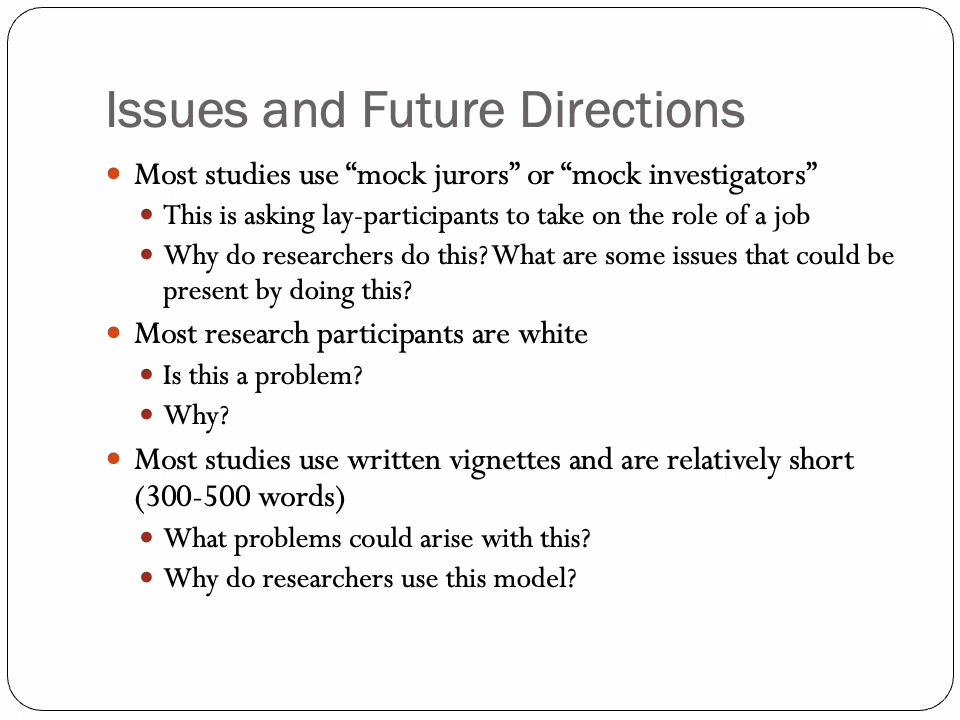 Issues and Future Directions
Most studies use “mock jurors” or “mock investigators”
This is asking lay-participants to take on the role of a job
Why do researchers do this? What are some issues that could be
present by doing this?
Most research participants are white
Is this a problem?
Why?
Most studies use written vignettes and are relatively short
(300-500 words)
What problems could arise with this?
Why do researchers use this model?